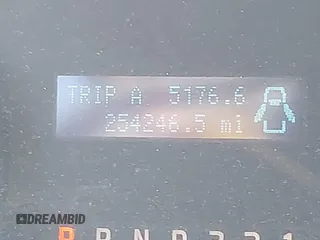 TRIP A 5176.6
254246.5 mi
DREAMBID
P R N D 3 2 1